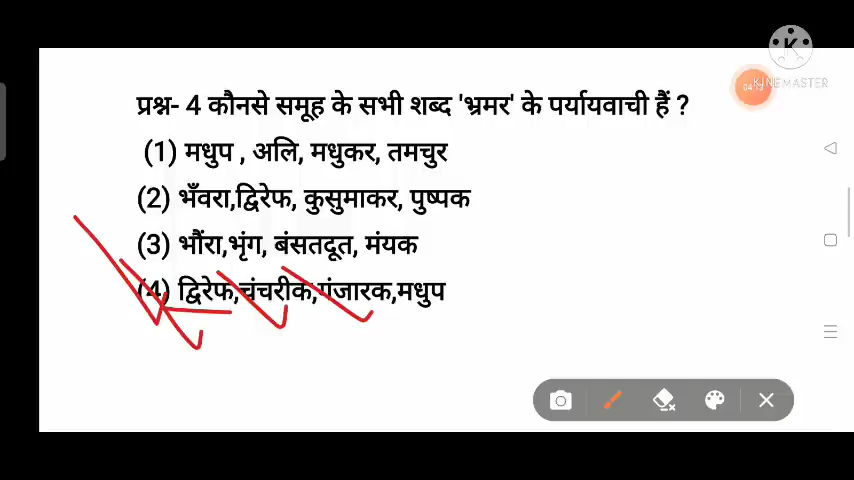 KINEMASTER
प्रश्न- 4 कौनसे समूह के सभी शब्द 'भ्रमर' के पर्यायवाची हैं ?
(1) मधुप , अलि, मधुकर, तमचुर
(2) भँवरा,द्विरेफ, कुसुमाकर, पुष्पक
(3) भौंरा,भृंग, बंसतदूत, मंयक
(4) द्विरेफ,चंचरीक,गुंजारक,मधुप